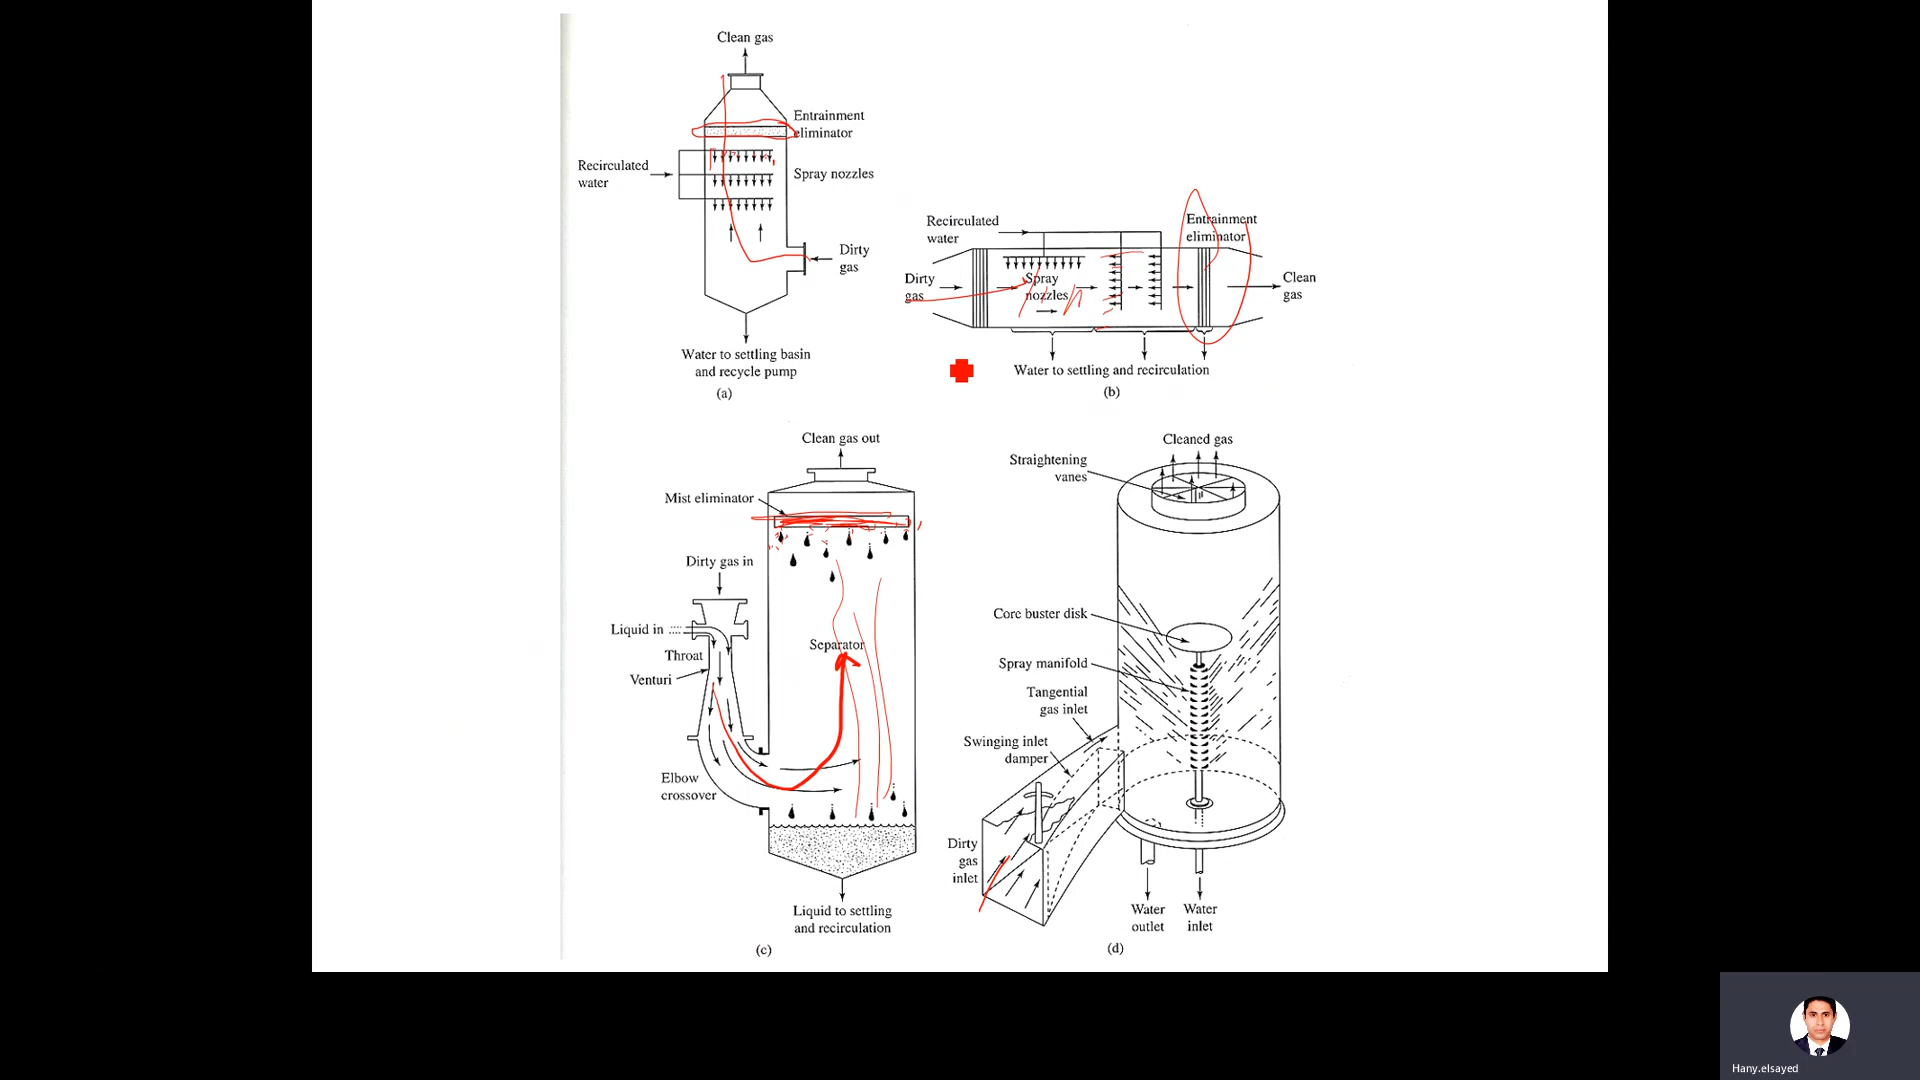 Clean gas
Entrainment
eliminator
Recirculated
water
Spray nozzles
Dirty
gas
Water to settling basin
and recycle pump
(a)
Recirculated
water
Entrainment
eliminator
Dirty
gas
Spray
nozzles
Clean
gas
Water to settling and recirculation
(b)
Clean gas out
Mist eliminator
Dirty gas in
Liquid in
Throat
Venturi
Separator
Elbow
crossover
Liquid to settling
and recirculation
(c)
Cleaned gas
Straightening
vanes
Core buster disk
Spray manifold
Tangential
gas inlet
Swinging inlet
damper
Dirty
gas
inlet
Water
outlet
Water
inlet
(d)
Hany.elsayed